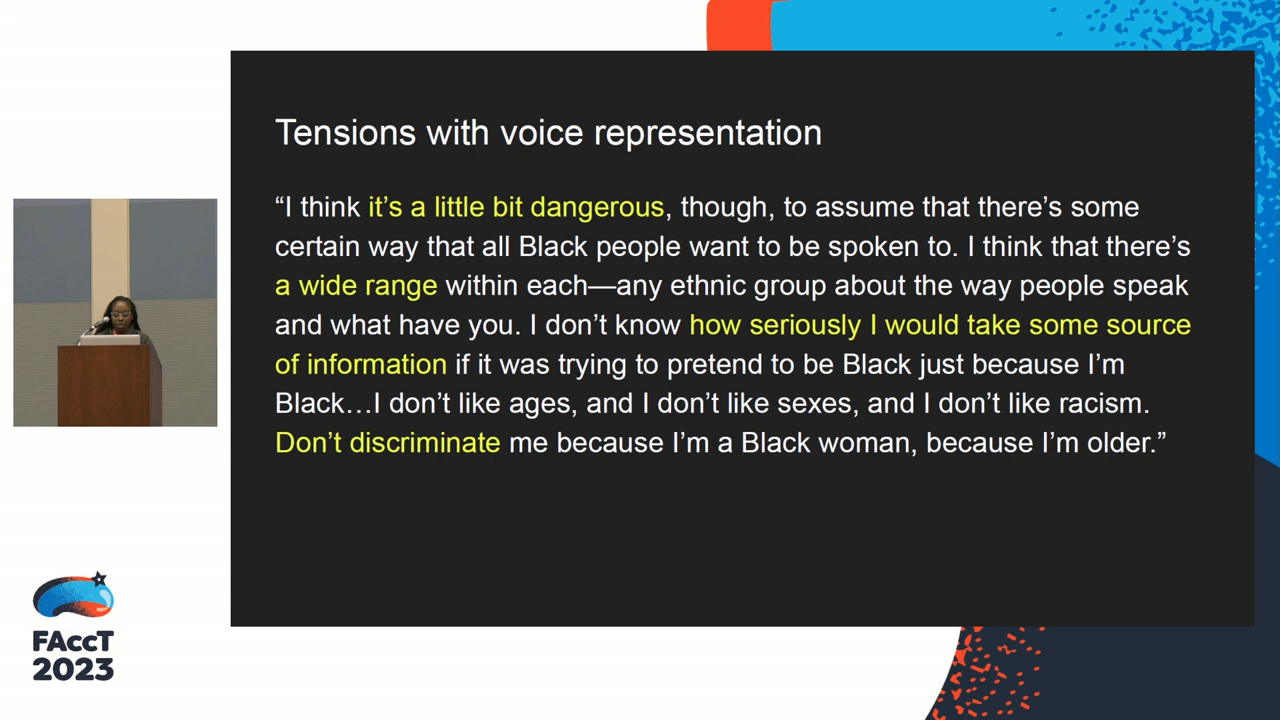 Tensions with voice representation
“I think it’s a little bit dangerous, though, to assume that there’s some
certain way that all Black people want to be spoken to. I think that there’s
a wide range within each—any ethnic group about the way people speak
and what have you. I don’t know how seriously I would take some source
of information if it was trying to pretend to be Black just because I’m
Black…I don’t like ages, and I don’t like sexes, and I don’t like racism.
Don’t discriminate me because I’m a Black woman, because I’m older.”
FAccT
2023